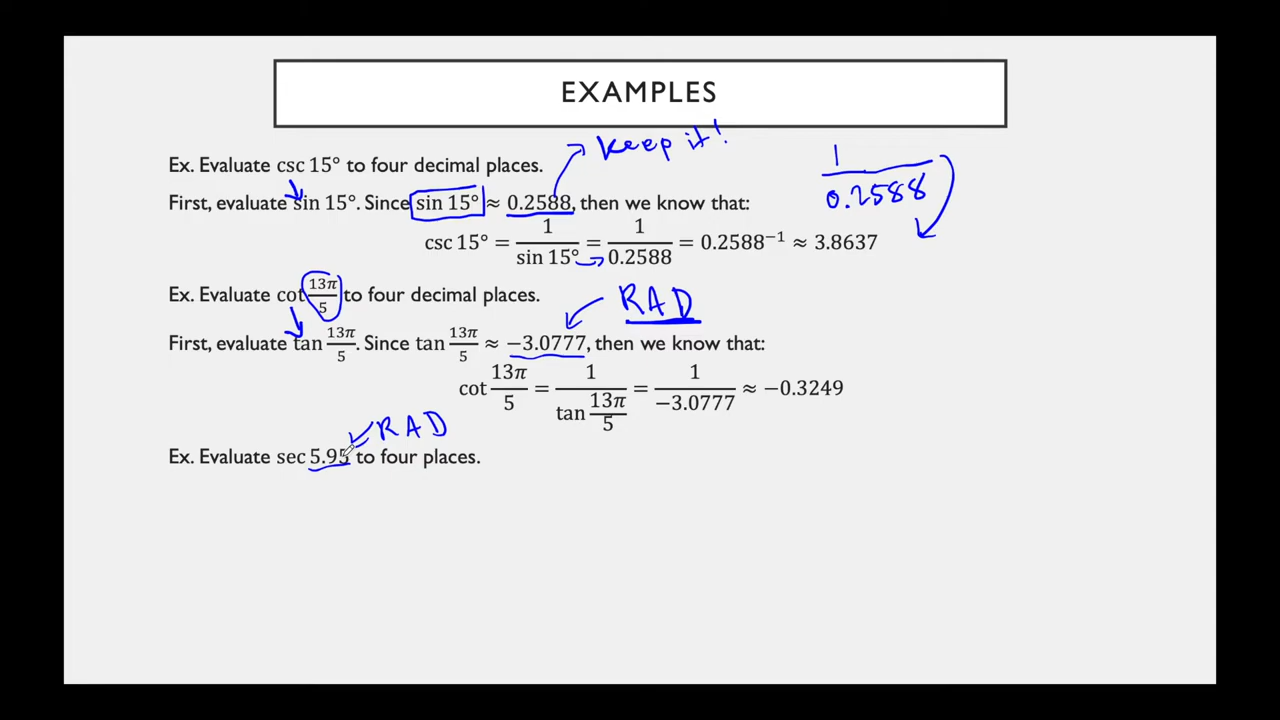 EXAMPLES
keep it!
Ex. Evaluate csc 15° to four decimal places.
1/0.2588
First, evaluate sin 15°. Since sin 15° ≈ 0.2588, then we know that:
csc 15° = 1/sin 15° = 1/0.2588 = 0.2588⁻¹ ≈ 3.8637
Ex. Evaluate cot 13π/5 to four decimal places.
RAD
First, evaluate tan 13π/5. Since tan 13π/5 ≈ −3.0777, then we know that:
cot 13π/5 = 1/tan 13π/5 = 1/−3.0777 ≈ −0.3249
RAD
Ex. Evaluate sec 5.95 to four places.